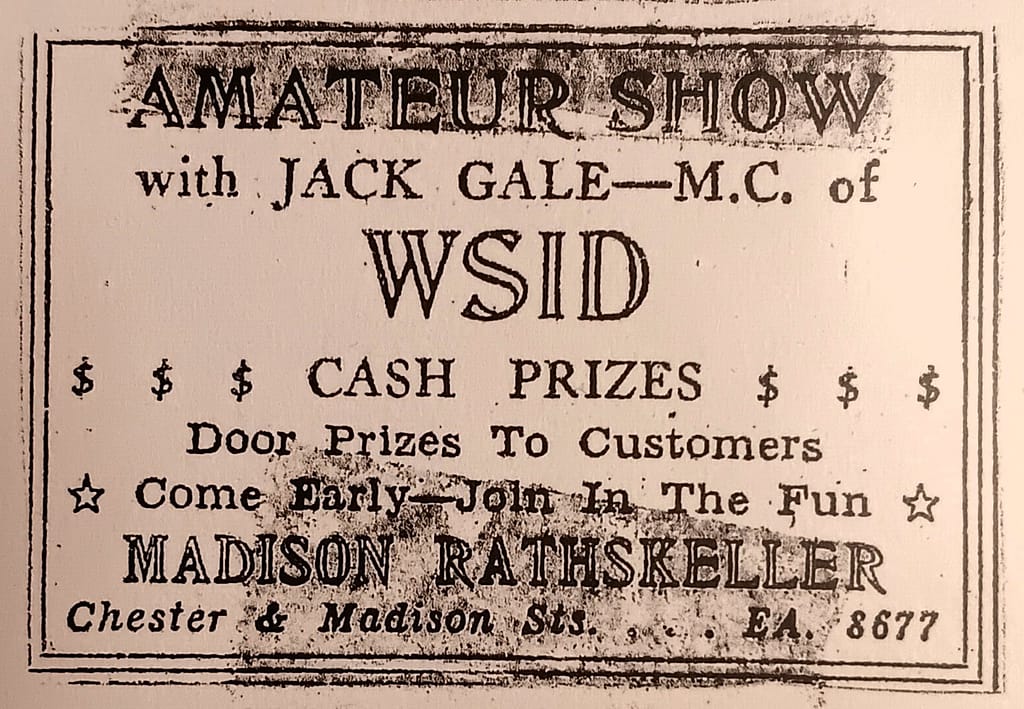 AMATEUR SHOW
with JACK GALE—M.C. of
WSID
$ $ $ CASH PRIZES $ $ $
Door Prizes To Customers
☆ Come Early—Join In The Fun ☆
MADISON RATHSKELLER
Chester & Madison Sts. . . . . EA. 8677